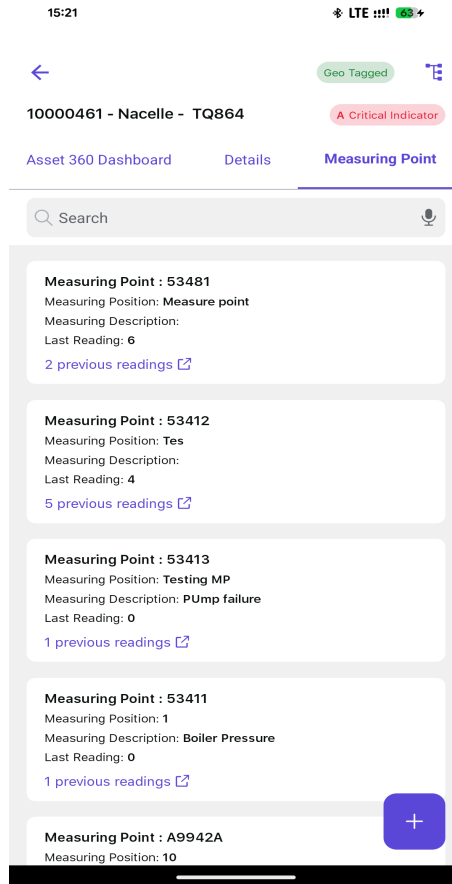 15:21
LTE
63
Geo Tagged
10000461 - Nacelle - TQ864
A Critical Indicator
Asset 360 Dashboard
Details
Measuring Point
Search
Measuring Point : 53481
Measuring Position: Measure point
Measuring Description:
Last Reading: 6
2 previous readings
Measuring Point : 53412
Measuring Position: Tes
Measuring Description:
Last Reading: 4
5 previous readings
Measuring Point : 53413
Measuring Position: Testing MP
Measuring Description: PUmp failure
Last Reading: 0
1 previous readings
Measuring Point : 53411
Measuring Position: 1
Measuring Description: Boiler Pressure
Last Reading: 0
1 previous readings
Measuring Point : A9942A
Measuring Position: 10